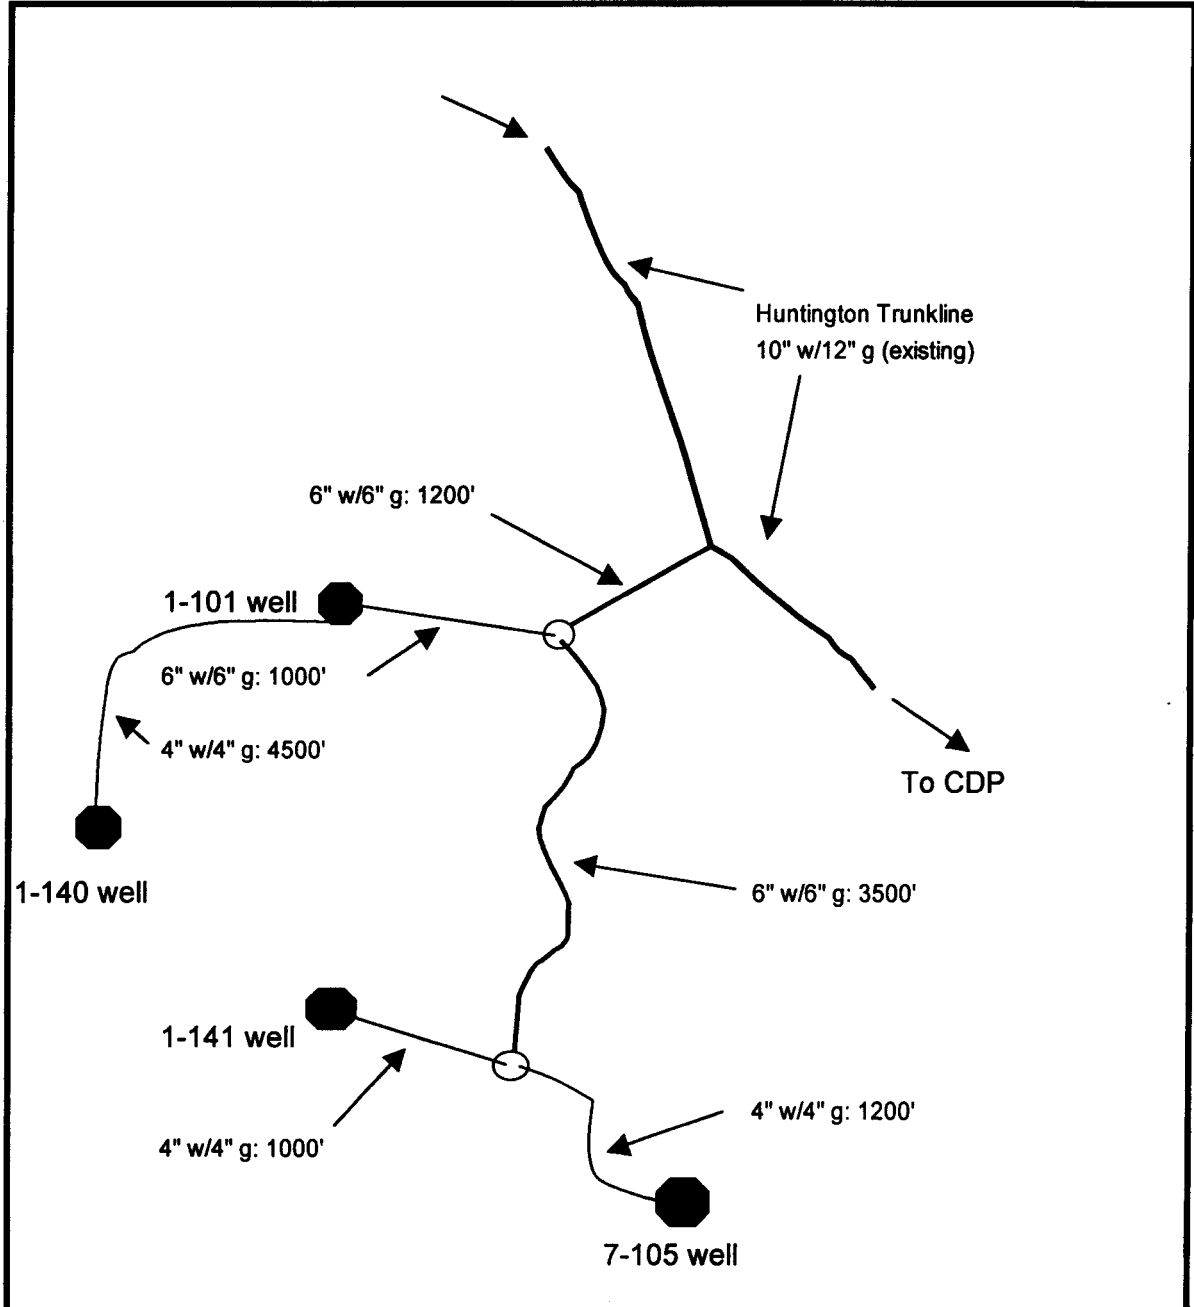 Huntington Trunkline
10" w/12" g (existing)
6" w/6" g: 1200'
1-101 well
6" w/6" g: 1000'
4" w/4" g: 4500'
To CDP
1-140 well
6" w/6" g: 3500'
1-141 well
4" w/4" g: 1200'
4" w/4" g: 1000'
7-105 well